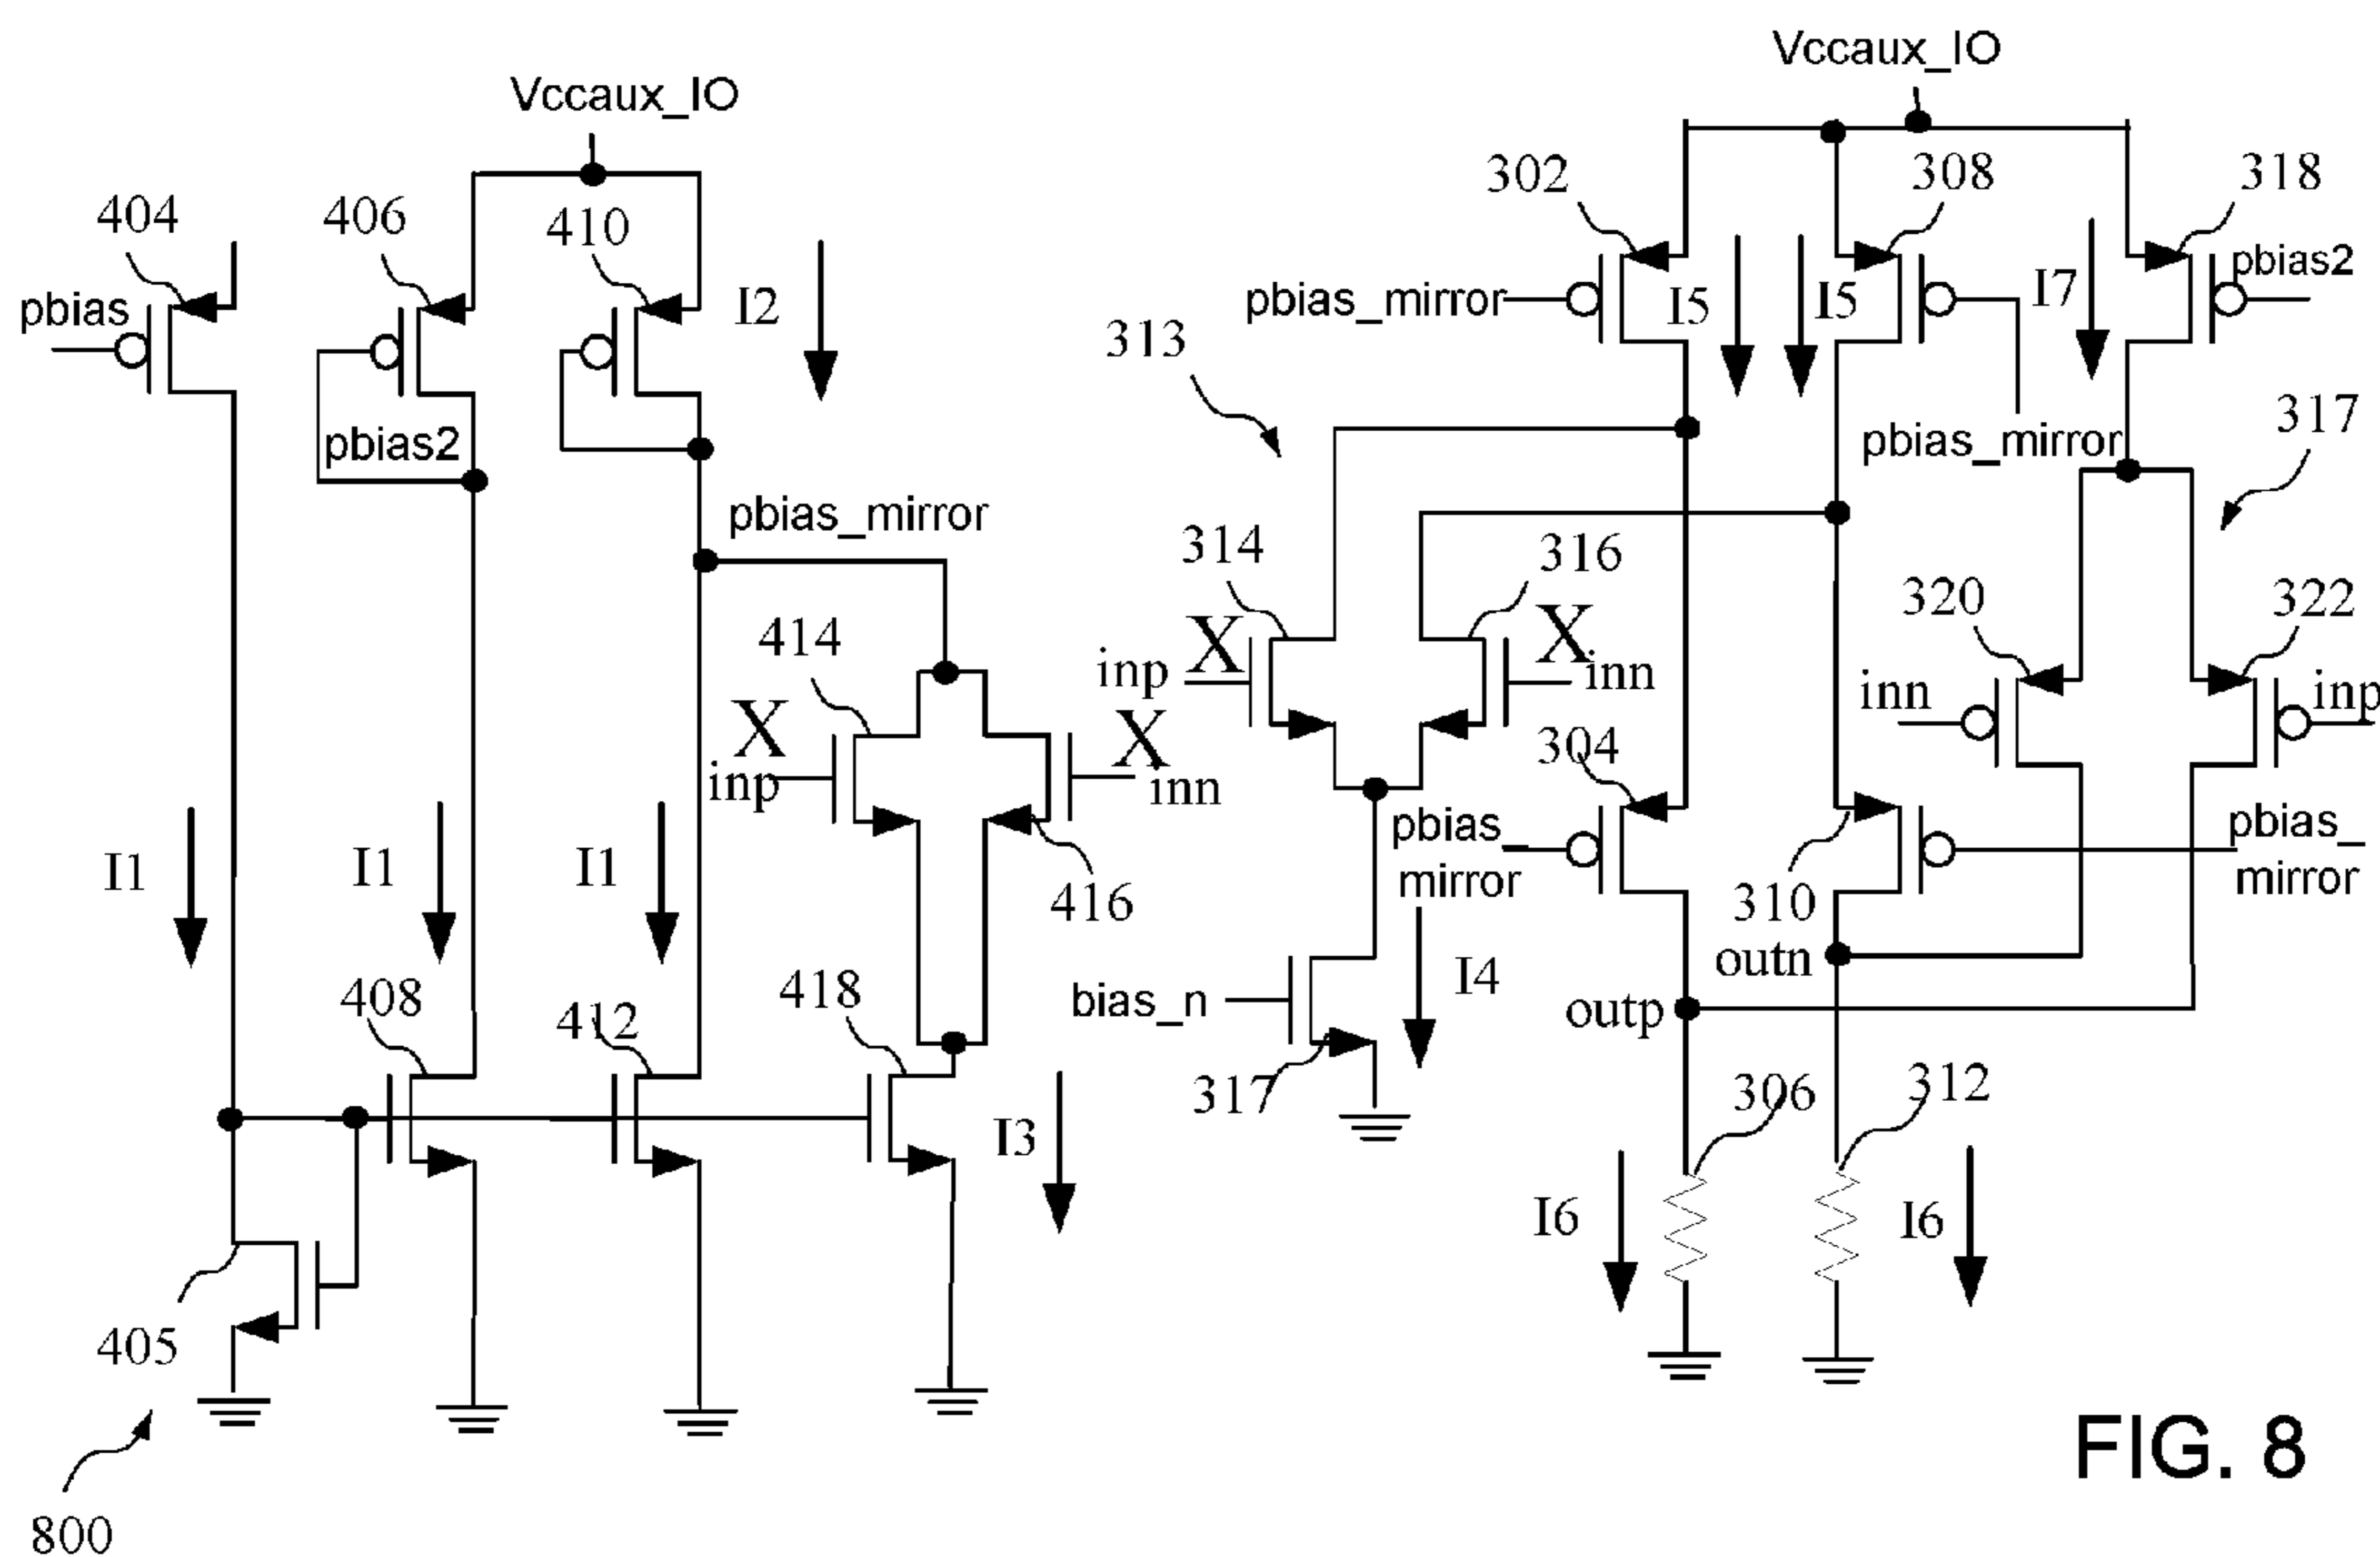 Vccaux_IO
Vccaux_IO
404
406
410
302
308
318
pbias
I2
pbias_mirror
I5
I5
I7
pbias2
313
pbias2
pbias_mirror
317
pbias_mirror
314
316
320
322
414
X
inp
X
inn
inn
inp
X
inp
X
inn
304
pbias_
mirror
pbias_
mirror
I1
I1
I1
416
310
outn
408
412
418
bias_n
I4
outp
317
306
312
I3
I6
I6
405
800
FIG. 8